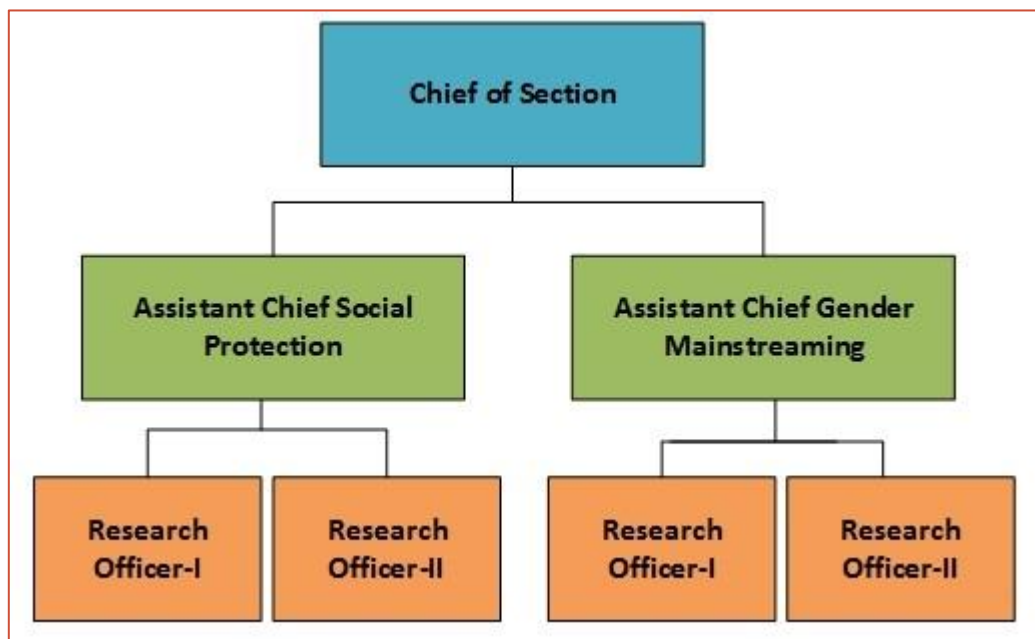 Chief of Section
Assistant Chief Social
Protection
Assistant Chief Gender
Mainstreaming
Research
Officer-I
Research
Officer-II
Research
Officer-I
Research
Officer-II